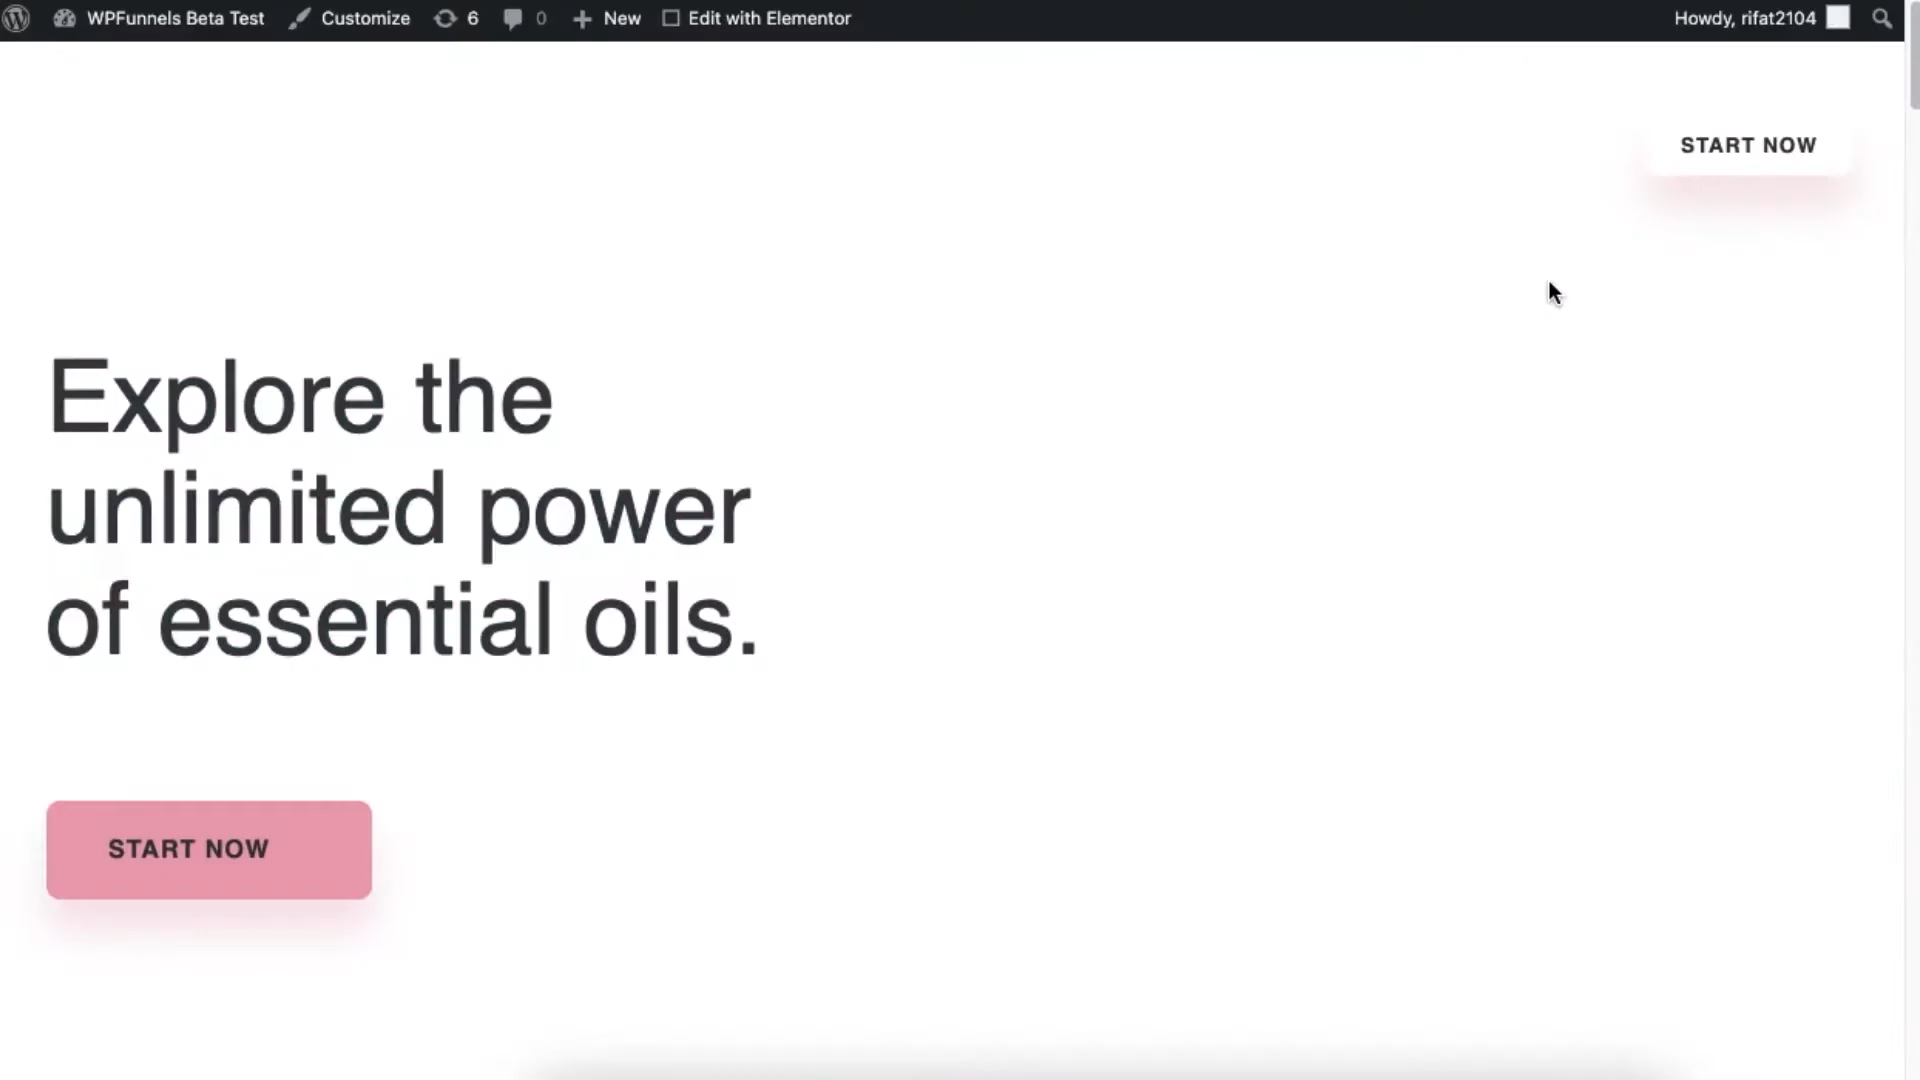 WPFunnels Beta Test Customize 6 0 New Edit with Elementor Howdy, rifat2104
START NOW
Explore the
unlimited power
of essential oils.
START NOW